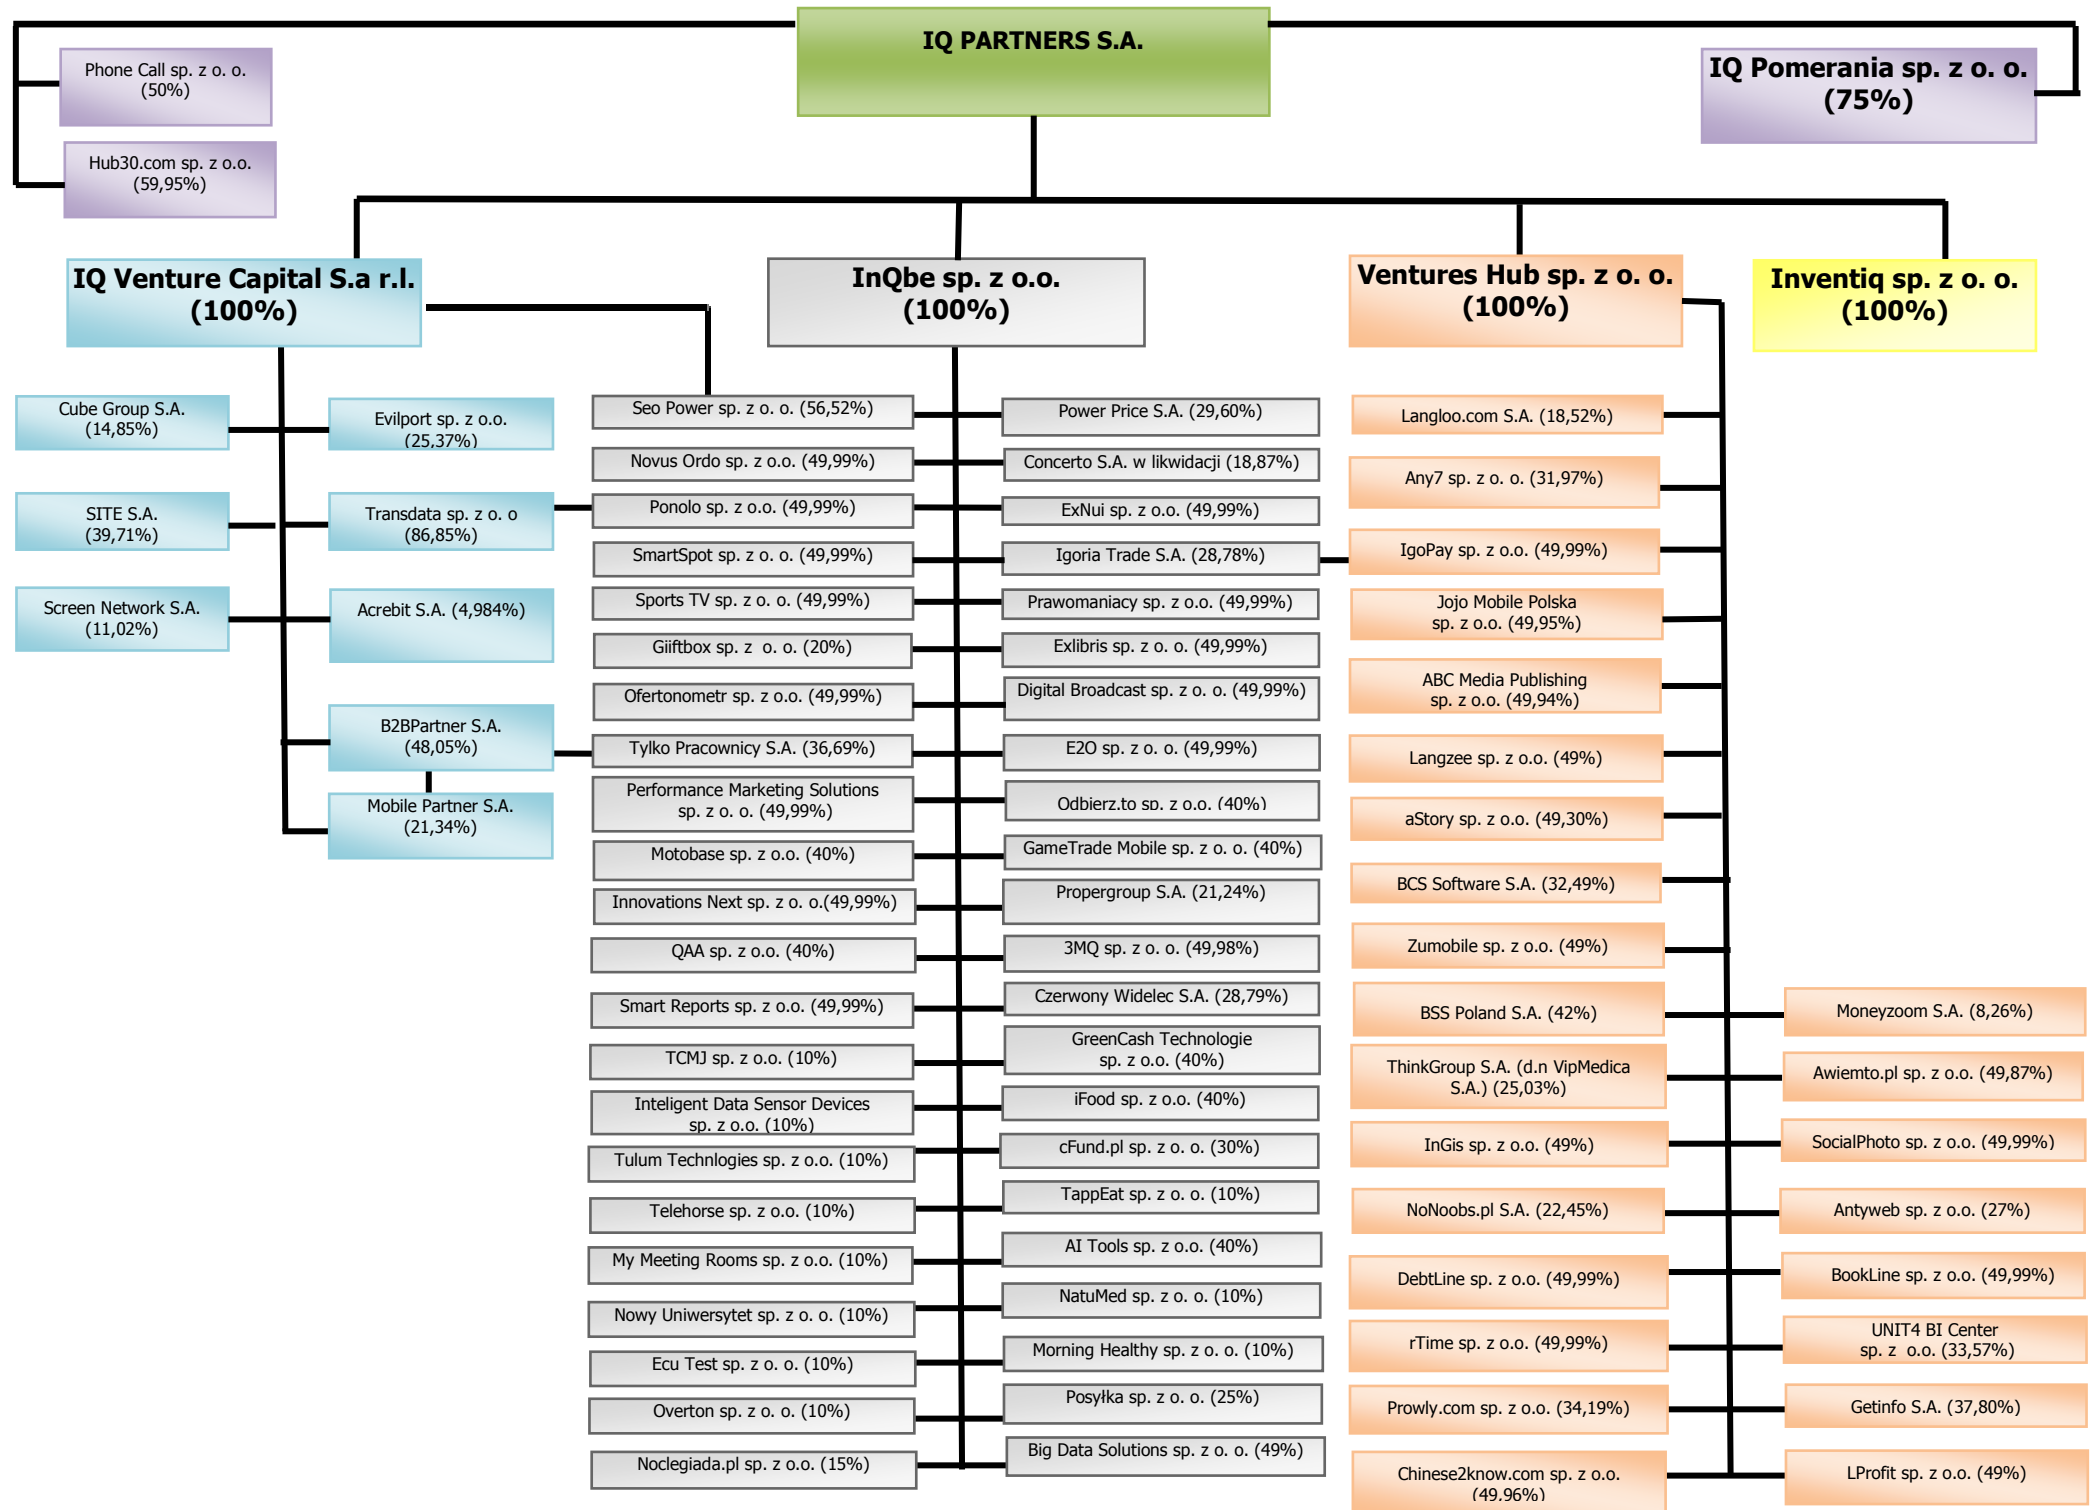 IQ PARTNERS S.A.
Phone Call sp. z o. o.
(50%)
Hub30.com sp. z o.o.
(59,95%)
IQ Pomerania sp. z o. o.
(75%)
IQ Venture Capital S.a r.l.
(100%)
InQbe sp. z o.o.
(100%)
Ventures Hub sp. z o. o.
(100%)
Inventiq sp. z o. o.
(100%)
Cube Group S.A.
(14,85%)
Evilport sp. z o.o.
(25,37%)
SITE S.A.
(39,71%)
Transdata sp. z o. o
(86,85%)
Screen Network S.A.
(11,02%)
Acrebit S.A. (4,984%)
B2BPartner S.A.
(48,05%)
Mobile Partner S.A.
(21,34%)
Seo Power sp. z o. o. (56,52%)
Novus Ordo sp. z o.o. (49,99%)
Ponolo sp. z o.o. (49,99%)
SmartSpot sp. z o. o. (49,99%)
Sports TV sp. z o. o. (49,99%)
Giiftbox sp. z  o. o. (20%)
Ofertonometr sp. z o.o. (49,99%)
Tylko Pracownicy S.A. (36,69%)
Performance Marketing Solutions
sp. z o. o. (49,99%)
Motobase sp. z o.o. (40%)
Innovations Next sp. z o. o.(49,99%)
QAA sp. z o.o. (40%)
Smart Reports sp. z o.o. (49,99%)
TCMJ sp. z o.o. (10%)
Inteligent Data Sensor Devices
sp. z o.o. (10%)
Tulum Technlogies sp. z o.o. (10%)
Telehorse sp. z o.o. (10%)
My Meeting Rooms sp. z o.o. (10%)
Nowy Uniwersytet sp. z o. o. (10%)
Ecu Test sp. z o. o. (10%)
Overton sp. z o. o. (10%)
Noclegiada.pl sp. z o.o. (15%)
Power Price S.A. (29,60%)
Concerto S.A. w likwidacji (18,87%)
ExNui sp. z o.o. (49,99%)
Igoria Trade S.A. (28,78%)
Prawomaniacy sp. z o.o. (49,99%)
Exlibris sp. z o. o. (49,99%)
Digital Broadcast sp. z o. o. (49,99%)
E2O sp. z o. o. (49,99%)
Odbierz.to sp. z o.o. (40%)
GameTrade Mobile sp. z o. o. (40%)
Propergroup S.A. (21,24%)
3MQ sp. z o. o. (49,98%)
Czerwony Widelec S.A. (28,79%)
GreenCash Technologie
sp. z o.o. (40%)
iFood sp. z o.o. (40%)
cFund.pl sp. z o.o. (30%)
TappEat sp. z o. o. (10%)
AI Tools sp. z o.o. (40%)
NatuMed sp. z o. o. (10%)
Morning Healthy sp. z o. o. (10%)
Posyłka sp. z o. o. (25%)
Big Data Solutions sp. z o. o. (49%)
Langloo.com S.A. (18,52%)
Any7 sp. z o. o. (31,97%)
IgoPay sp. z o.o. (49,99%)
Jojo Mobile Polska
sp. z o.o. (49,95%)
ABC Media Publishing
sp. z o.o. (49,94%)
Langzee sp. z o.o. (49%)
aStory sp. z o.o. (49,30%)
BCS Software S.A. (32,49%)
Zumobile sp. z o.o. (49%)
BSS Poland S.A. (42%)
ThinkGroup S.A. (d.n VipMedica
S.A.) (25,03%)
InGis sp. z o.o. (49%)
NoNoobs.pl S.A. (22,45%)
DebtLine sp. z o.o. (49,99%)
rTime sp. z o.o. (49,99%)
Prowly.com sp. z o.o. (34,19%)
Chinese2know.com sp. z o.o.
(49,96%)
Moneyzoom S.A. (8,26%)
Awiemto.pl sp. z o.o. (49,87%)
SocialPhoto sp. z o.o. (49,99%)
Antyweb sp. z o.o. (27%)
BookLine sp. z o.o. (49,99%)
UNIT4 BI Center
sp. z  o.o. (33,57%)
Getinfo S.A. (37,80%)
LProfit sp. z o.o. (49%)